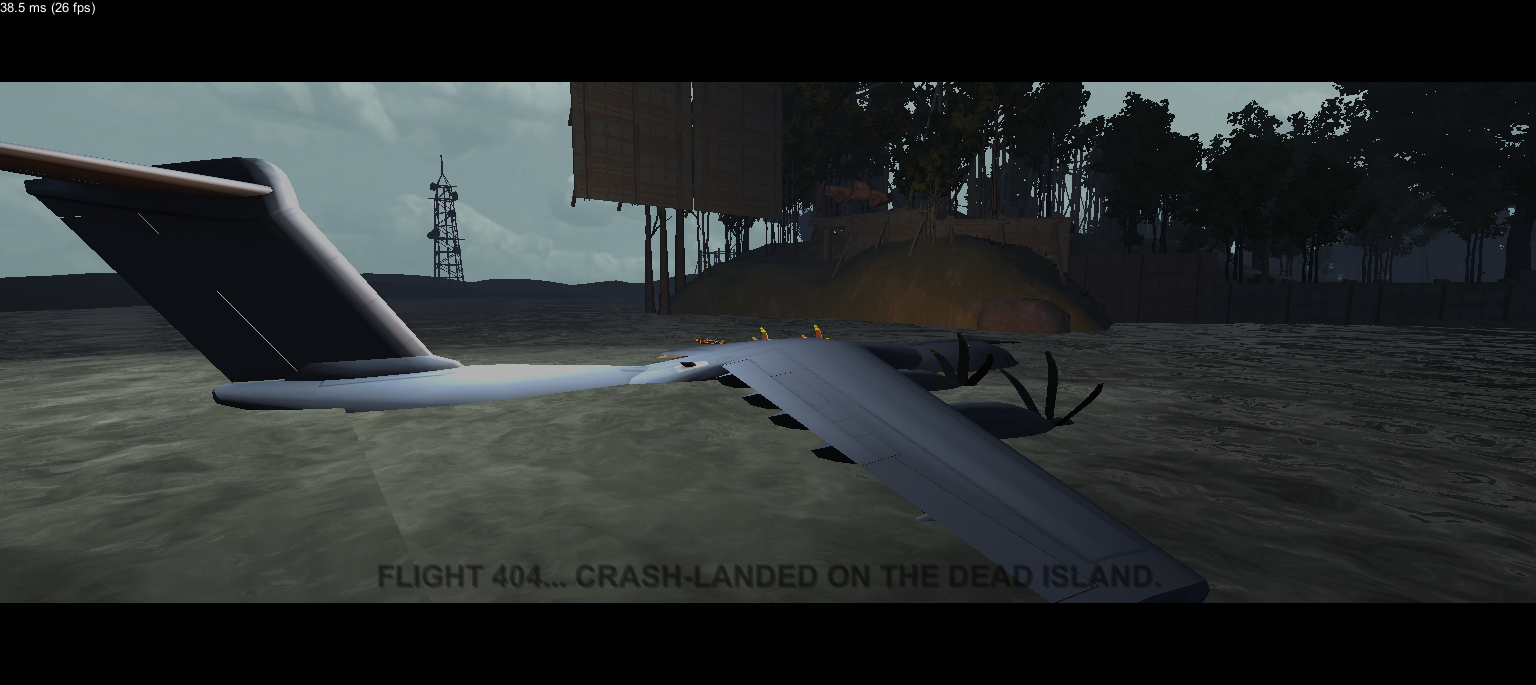 38.5 ms (26 fps)
FLIGHT 404... CRASH-LANDED ON THE DEAD ISLAND.